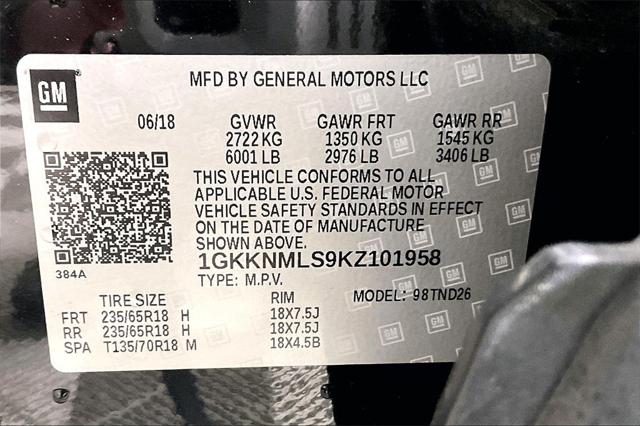 GM
MFD BY GENERAL MOTORS LLC
06/18 GVWR GAWR FRT GAWR RR
2722 KG 1350 KG 1545 KG
6001 LB 2976 LB 3406 LB
THIS VEHICLE CONFORMS TO ALL
APPLICABLE U.S. FEDERAL MOTOR
VEHICLE SAFETY STANDARDS IN EFFECT
ON THE DATE OF MANUFACTURE
SHOWN ABOVE.
384A
1GKKNMLS9KZ101958
TYPE: M.P.V. MODEL: 98TND26
TIRE SIZE RIM
FRT 235/65R18 H 18X7.5J
RR 235/65R18 H 18X7.5J
SPA T135/70R18 M 18X4.5B